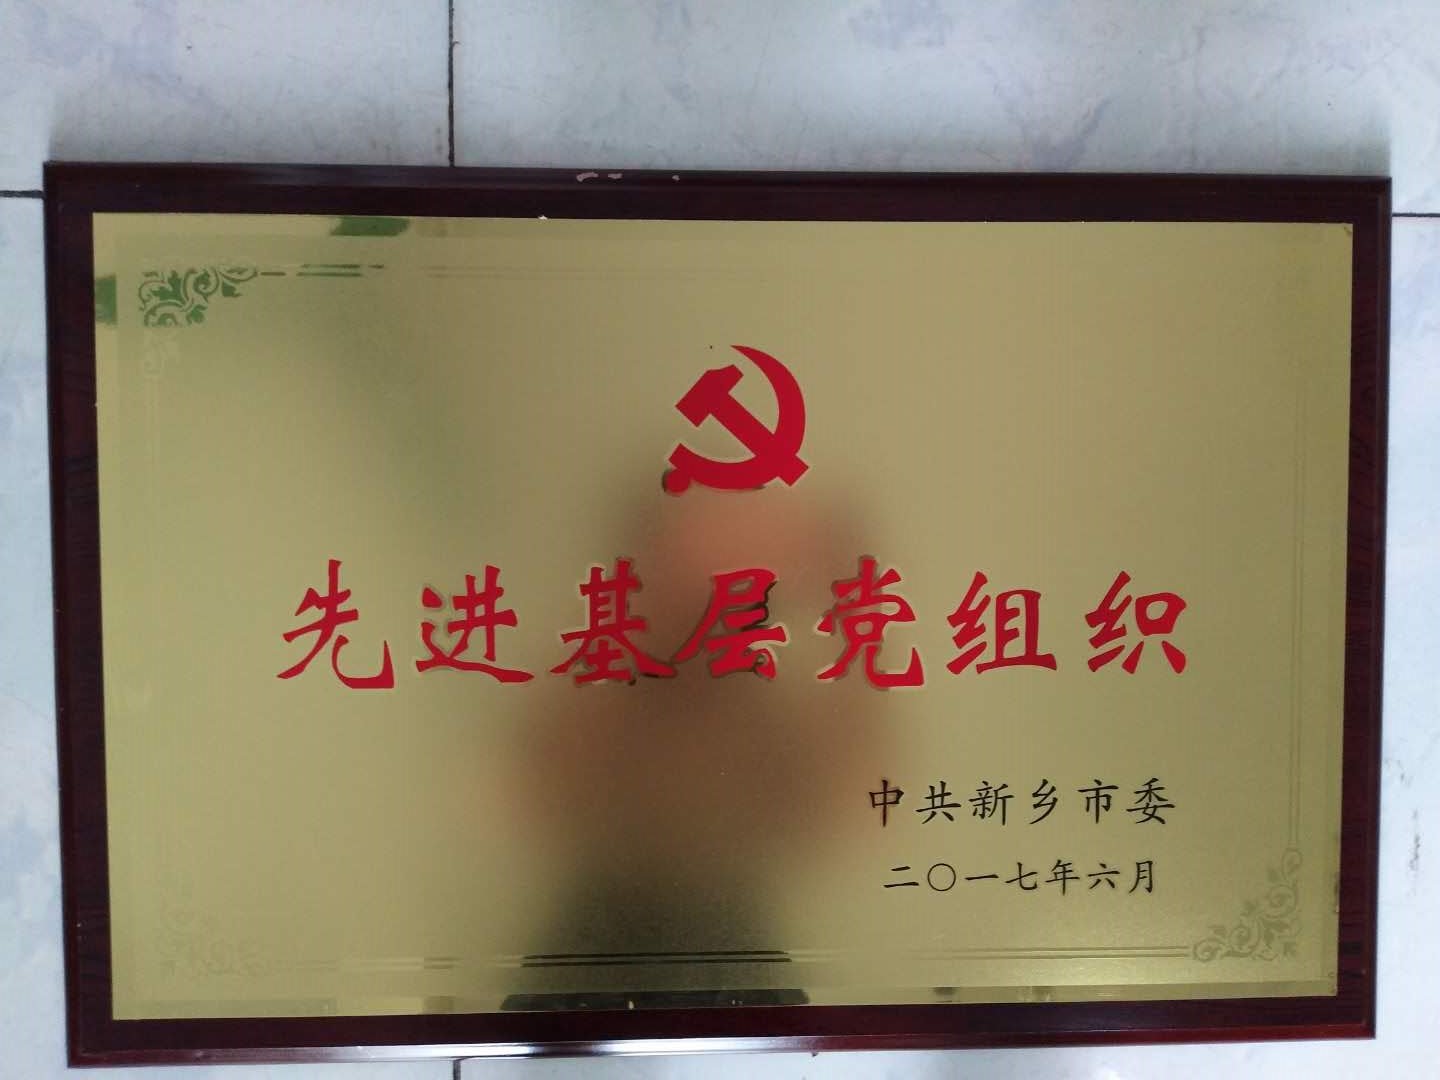 先进基层党组织
中共新乡市委
二〇一七年六月